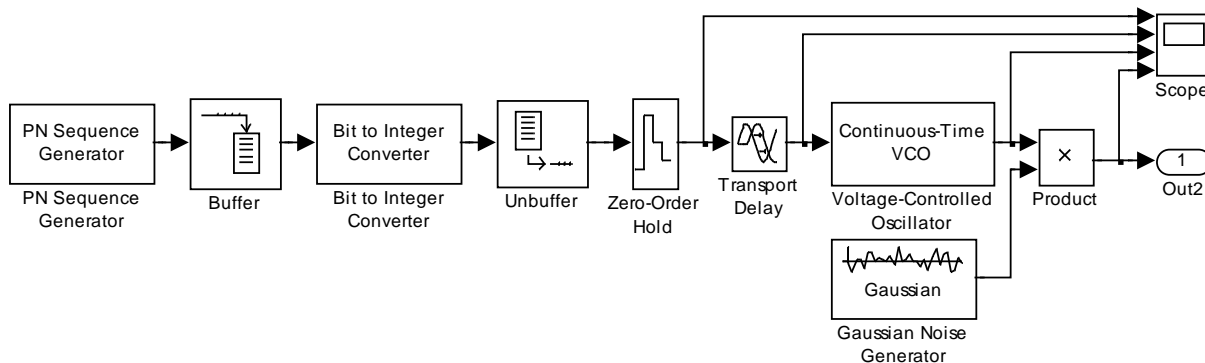 PN Sequence
Generator
PN Sequence
Generator
Buffer
Bit to Integer
Converter
Bit to Integer
Converter
Unbuffer
Zero-Order
Hold
Transport
Delay
Continuous-Time
VCO
Voltage-Controlled
Oscillator
Gaussian
Gaussian Noise
Generator
×
Product
Scope
1
Out2